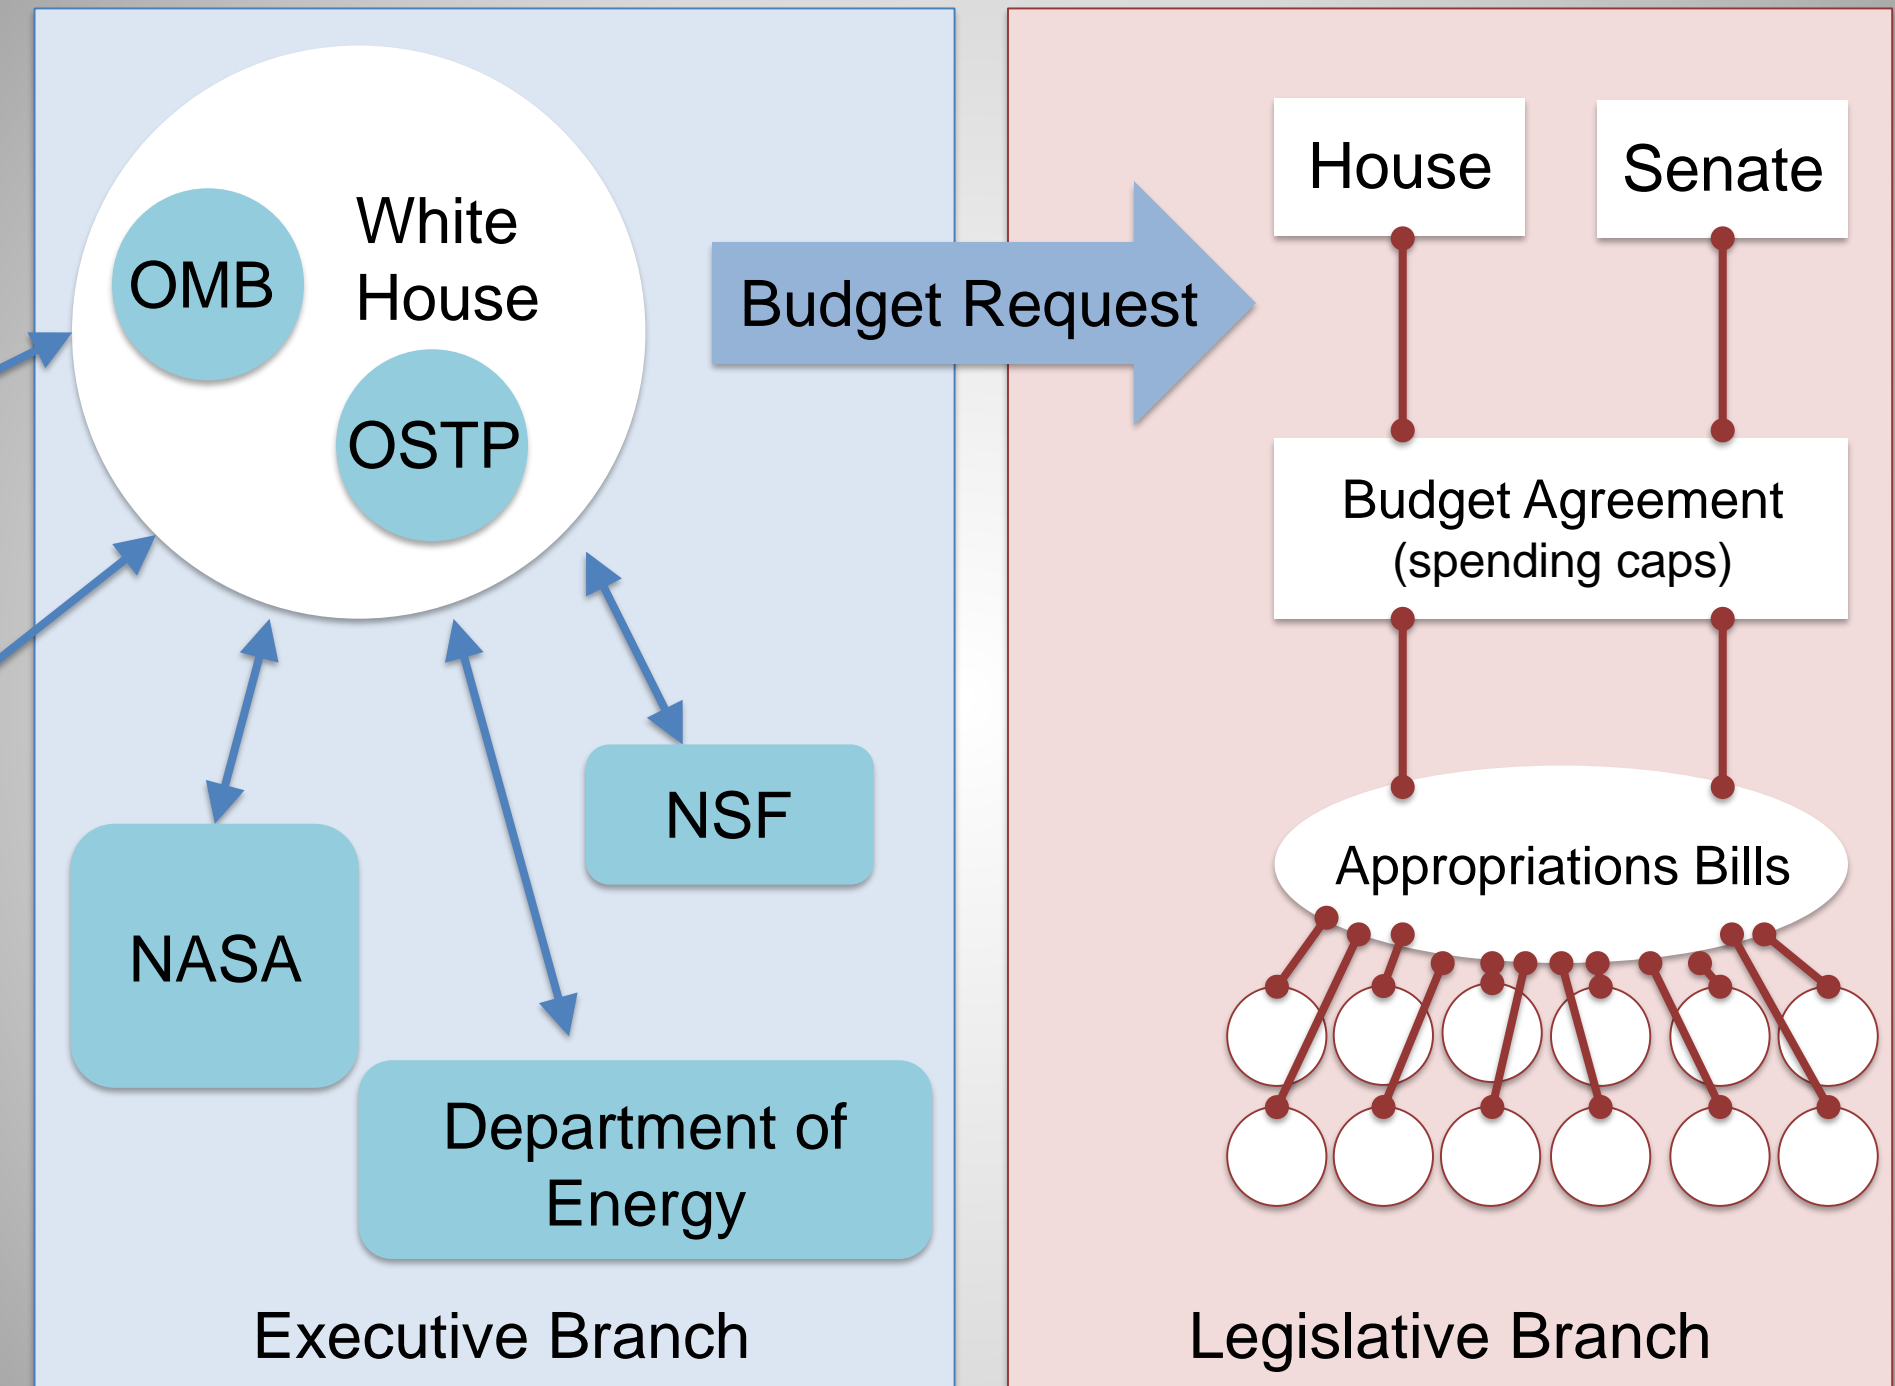 OMB
White
House
OSTP
NASA
NSF
Department of
Energy
Executive Branch
Budget Request
House
Senate
Budget Agreement
(spending caps)
Appropriations Bills
Legislative Branch